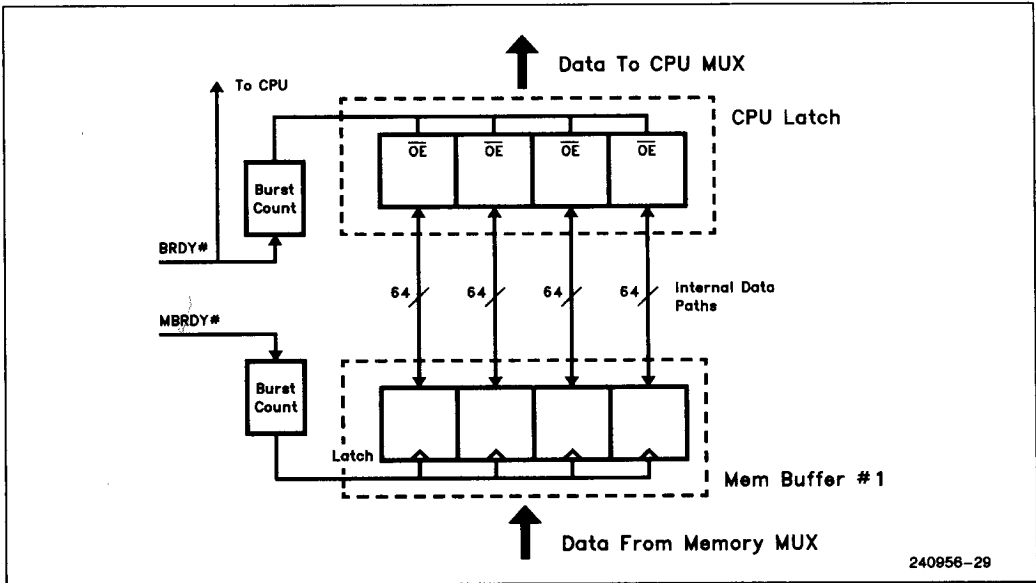 Data To CPU MUX
To CPU
CPU Latch
OE OE OE OE
Burst
Count
BRDY#
64 64 64 64 Internal Data
Paths
MBRDY#
Burst
Count
Latch
Mem Buffer #1
Data From Memory MUX
240956-29